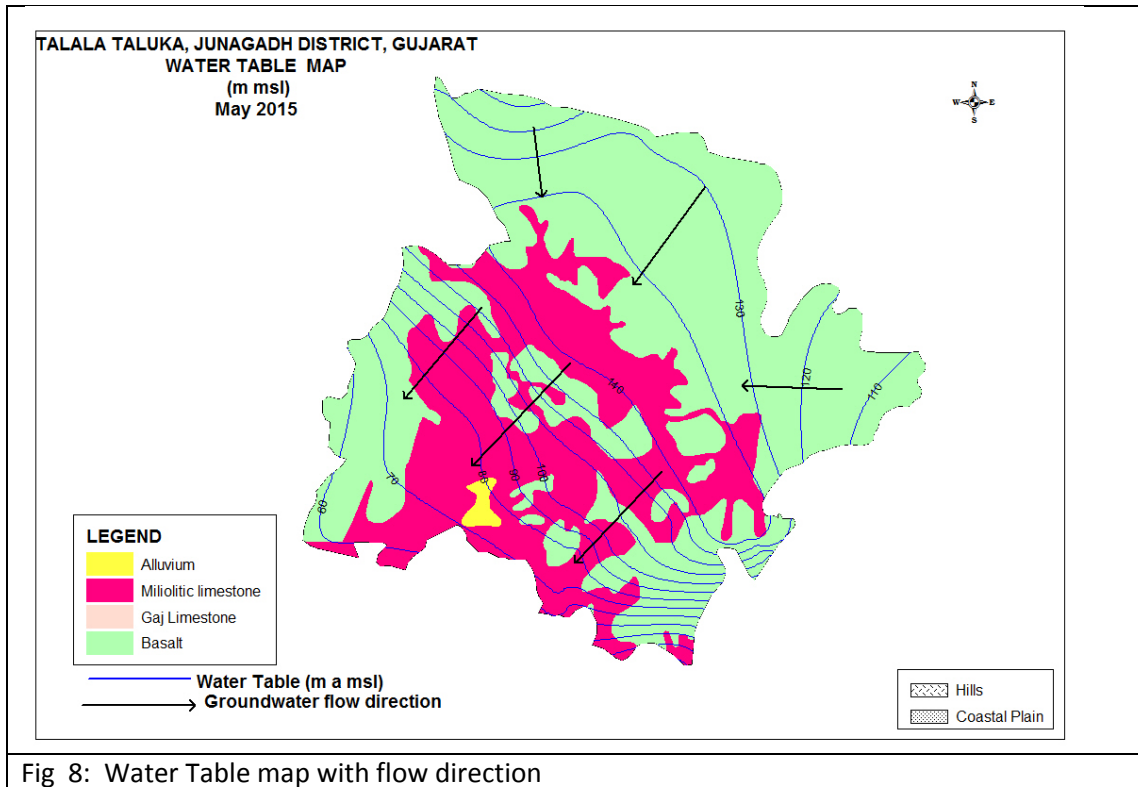 TALALA TALUKA, JUNAGADH DISTRICT, GUJARAT
WATER TABLE MAP
(m msl)
May 2015
N
W E
S
130
120
110
110
100
90
80
70
60
LEGEND
Alluvium
Miliolitic limestone
Gaj Limestone
Basalt
Water Table (m a msl)
Groundwater flow direction
Hills
Coastal Plain
Fig 8: Water Table map with flow direction